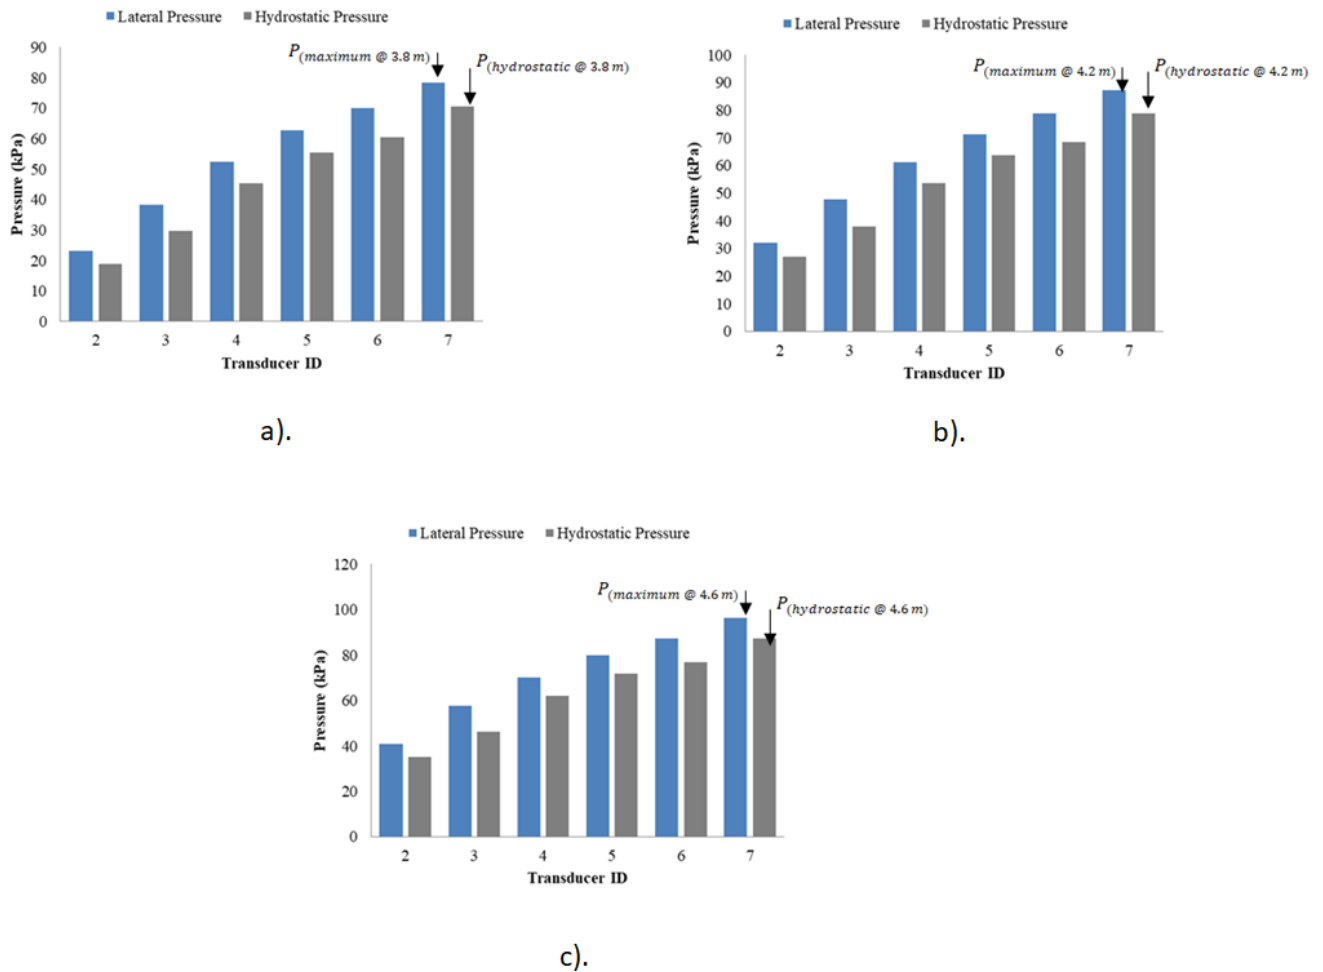 Lateral Pressure Hydrostatic Pressure
P(maximum @ 3.8 m)
P(hydrostatic @ 3.8 m)
90
80
70
60
50
40
30
20
10
0
Pressure (kPa)
2 3 4 5 6 7
Transducer ID
a).
Lateral Pressure Hydrostatic Pressure
P(maximum @ 4.2 m)
P(hydrostatic @ 4.2 m)
100
90
80
70
60
50
40
30
20
10
0
Pressure (kPa)
2 3 4 5 6 7
Transducer ID
b).
Lateral Pressure Hydrostatic Pressure
P(maximum @ 4.6 m)
P(hydrostatic @ 4.6 m)
120
100
80
60
40
20
0
Pressure (kPa)
2 3 4 5 6 7
Transducer ID
c).